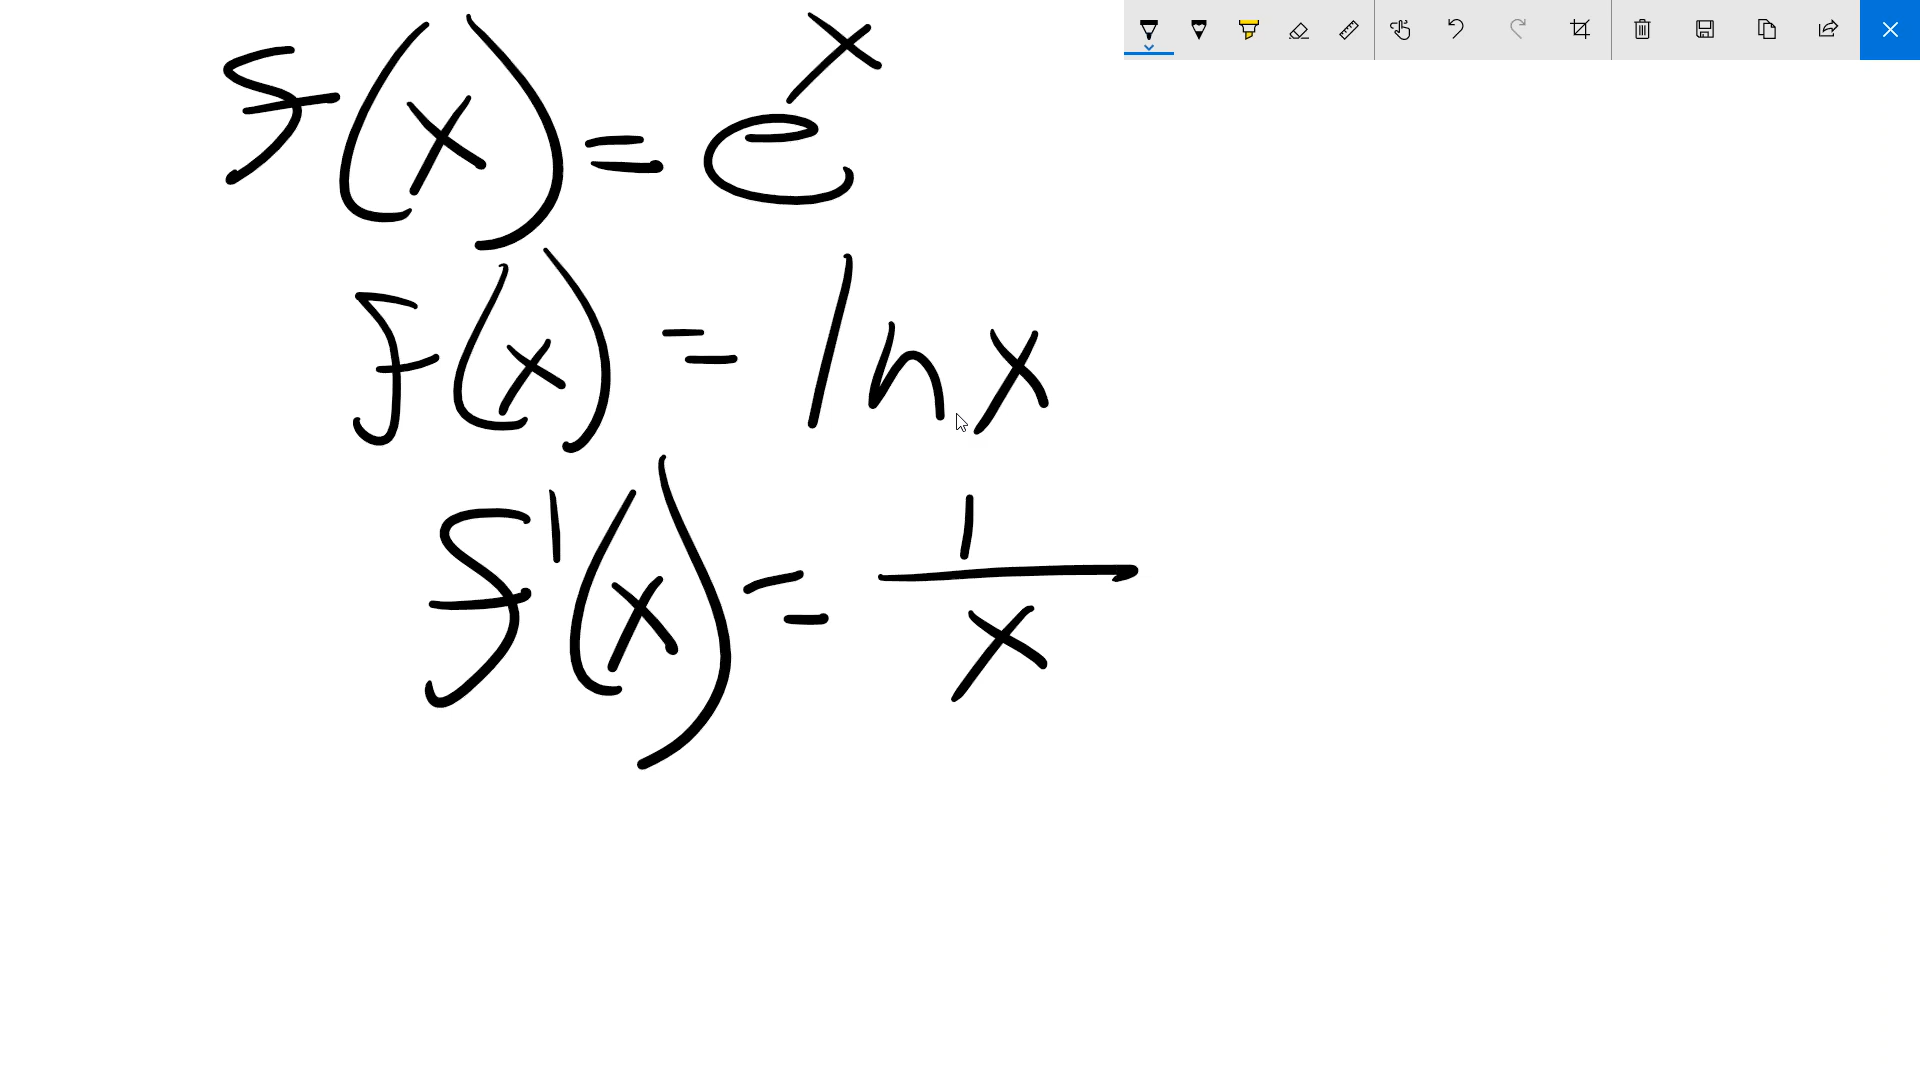 f(x) = e^x
f(x) = ln x
f'(x) = 1/x